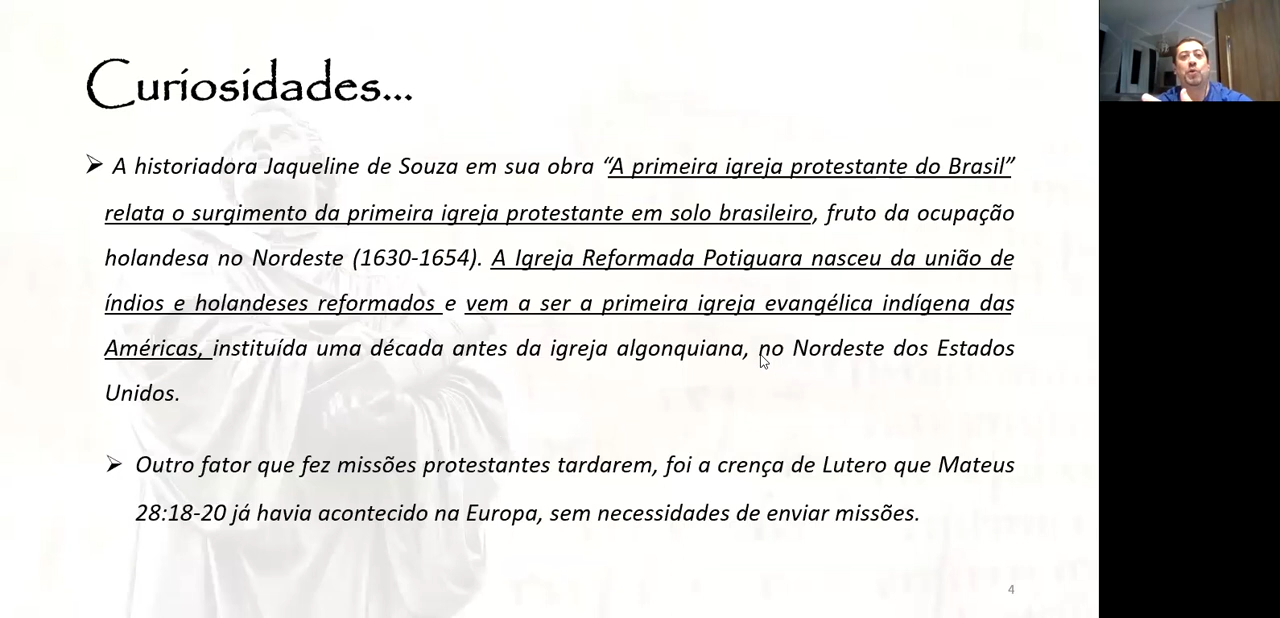 Curiosidades...
➢ A historiadora Jaqueline de Souza em sua obra “A primeira igreja protestante do Brasil”
relata o surgimento da primeira igreja protestante em solo brasileiro, fruto da ocupação
holandesa no Nordeste (1630-1654). A Igreja Reformada Potiguara nasceu da união de
índios e holandeses reformados e vem a ser a primeira igreja evangélica indígena das
Américas, instituída uma década antes da igreja algonquiana, no Nordeste dos Estados
Unidos.
➢ Outro fator que fez missões protestantes tardarem, foi a crença de Lutero que Mateus
28:18-20 já havia acontecido na Europa, sem necessidades de enviar missões.
4